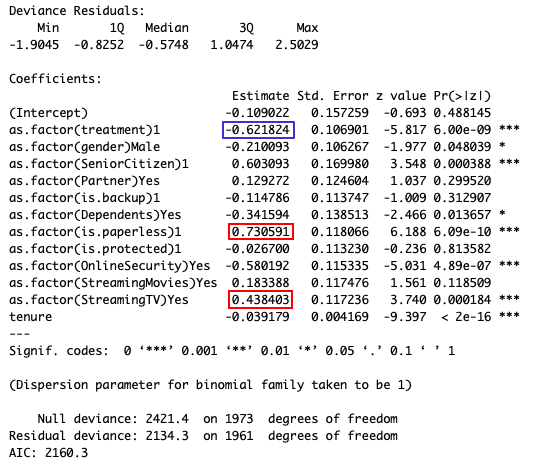 Deviance Residuals:
    Min       1Q   Median       3Q      Max
-1.9045  -0.8252  -0.5748   1.0474   2.5029

Coefficients:
                             Estimate Std. Error z value Pr(>|z|)
(Intercept)                 -0.109022   0.157259  -0.693 0.488145
as.factor(treatment)1       -0.621824   0.106901  -5.817 6.00e-09 ***
as.factor(gender)Male       -0.210093   0.106267  -1.977 0.048039 *
as.factor(SeniorCitizen)1    0.603093   0.169980   3.548 0.000388 ***
as.factor(Partner)Yes        0.129272   0.124604   1.037 0.299520
as.factor(is.backup)1       -0.114786   0.113747  -1.009 0.312907
as.factor(Dependents)Yes    -0.341594   0.138513  -2.466 0.013657 *
as.factor(is.paperless)1     0.730591   0.118066   6.188 6.09e-10 ***
as.factor(is.protected)1    -0.026700   0.113230  -0.236 0.813582
as.factor(OnlineSecurity)Yes -0.580192   0.115335  -5.031 4.89e-07 ***
as.factor(StreamingMovies)Yes 0.183388   0.117476   1.561 0.118509
as.factor(StreamingTV)Yes    0.438403   0.117236   3.740 0.000184 ***
tenure                      -0.039179   0.004169  -9.397  < 2e-16 ***
---
Signif. codes:  0 ‘***’ 0.001 ‘**’ 0.01 ‘*’ 0.05 ‘.’ 0.1 ‘ ’ 1

(Dispersion parameter for binomial family taken to be 1)

    Null deviance: 2421.4  on 1973  degrees of freedom
Residual deviance: 2134.3  on 1961  degrees of freedom
AIC: 2160.3